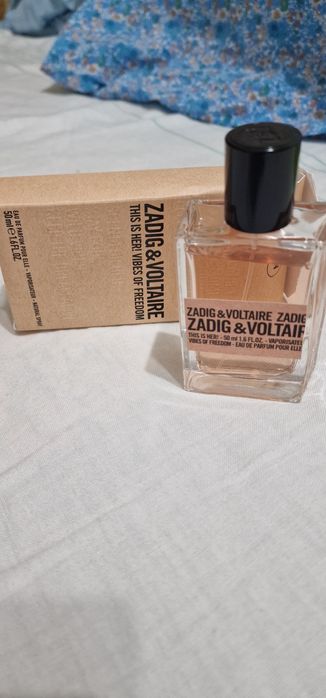 ZADIG&VOLTAIRE
THIS IS HER! VIBES OF FREEDOM
EAU DE PARFUM POUR ELLE - VAPORISATEUR - NATURAL SPRAY
50 ml ℮ 1.6 FL.OZ.
ZADIG & VOLTAIRE ZADIG
ZADIG & VOLTAIR
THIS IS HER! - 50 ml 1.6 FL.OZ. - VAPORISATE
VIBES OF FREEDOM - EAU DE PARFUM POUR ELLE